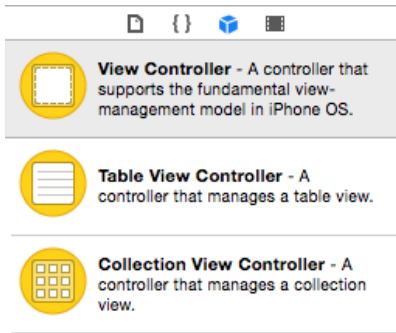 { }
View Controller - A controller that
supports the fundamental view-
management model in iPhone OS.
Table View Controller - A
controller that manages a table view.
Collection View Controller - A
controller that manages a collection
view.